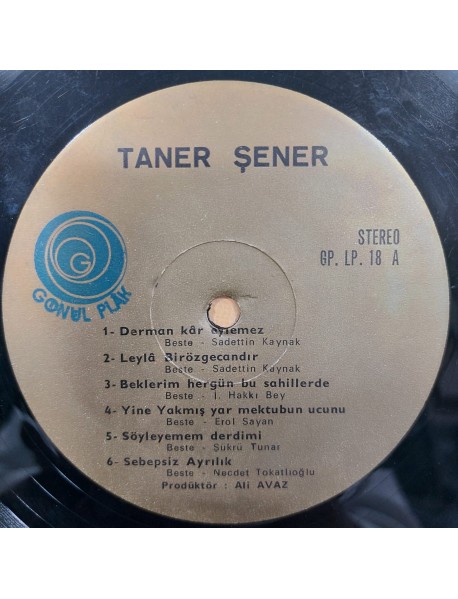 TANER ŞENER
STEREO
GP. LP. 18 A
GÖNÜL PLAK
1- Derman kâr eylemez
Beste - Sadettin Kaynak
2- Leylâ Birözgecandır
Beste - Sadettin Kaynak
3- Beklerim hergün bu sahillerde
Beste - İ. Hakkı Bey
4- Yine Yakmış yar mektubun ucunu
Beste - Erol Sayan
5- Söyleyemem derdimi
Beste - Şükrü Tunar
6- Sebepsiz Ayrılık
Beste - Necdet Tokatlıoğlu
Prodüktör : Ali AVAZ